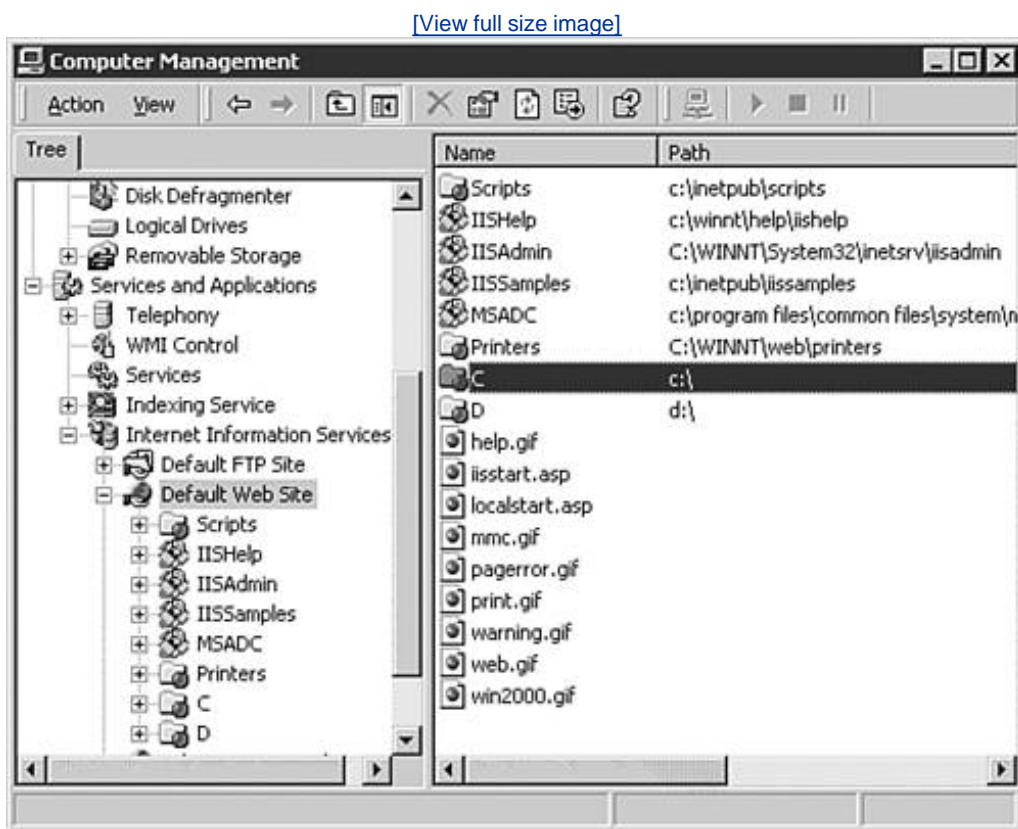 [View full size image]
Computer Management
Action View
Tree
Name Path
Disk Defragmenter
Logical Drives
Removable Storage
Services and Applications
Telephony
WMI Control
Services
Indexing Service
Internet Information Services
Default FTP Site
Default Web Site
Scripts
IISHelp
IISAdmin
IISSamples
MSADC
Printers
C
D
Scripts c:\inetpub\scripts
IISHelp c:\winnt\help\iishelp
IISAdmin C:\WINNT\System32\inetsrv\iisadmin
IISSamples c:\inetpub\iissamples
MSADC c:\program files\common files\system\m
Printers C:\WINNT\web\printers
C c:\
D d:\
help.gif
iisstart.asp
localstart.asp
mmc.gif
pagerror.gif
print.gif
warning.gif
web.gif
win2000.gif